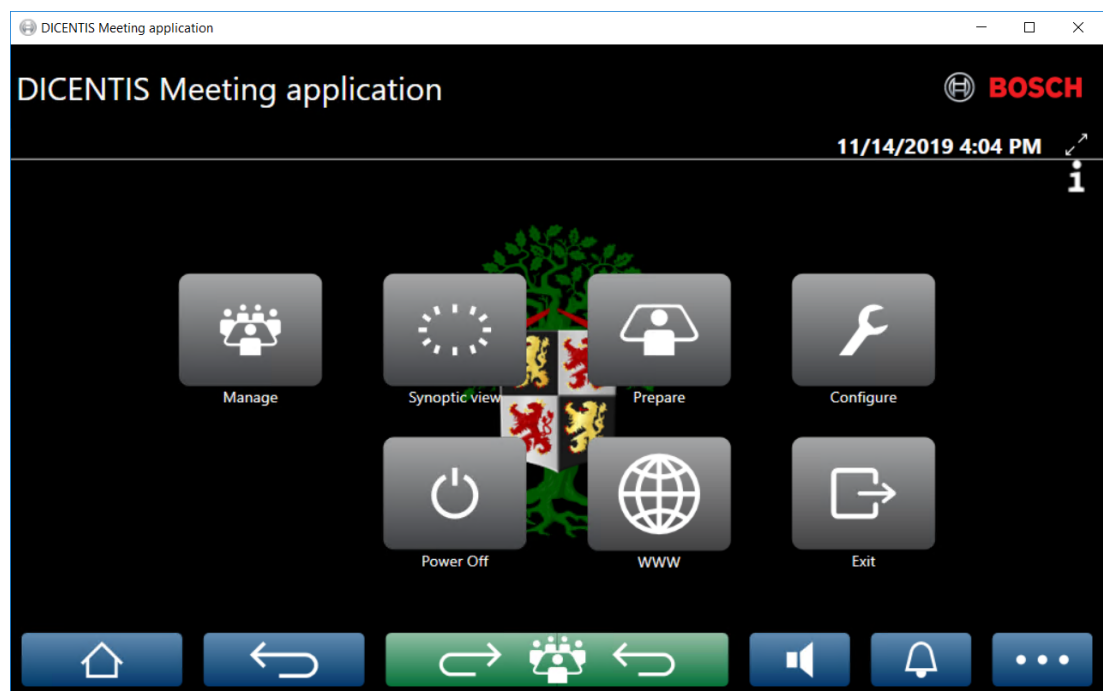 DICENTIS Meeting application
DICENTIS Meeting application
BOSCH
11/14/2019 4:04 PM
Manage
Synoptic view
Prepare
Configure
Power Off
WWW
Exit